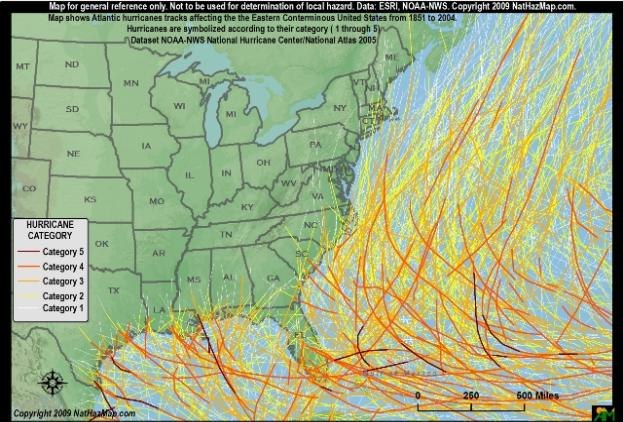 Map for general reference only. Not to be used for determination of local hazard. Data: ESRI, NOAA-NWS. Copyright 2009 NatHazMap.com.
Map shows Atlantic hurricanes tracks affecting the the Eastern Conterminous United States from 1851 to 2004.
Hurricanes are symbolized according to their category ( 1 through 5)
Dataset NOAA-NWS National Hurricane Center/National Atlas 2005
ME
MT
ND
MN
VT
NH
MI
WI
SD
NY
MA
CT
MI
WY
PA
IA
NE
OH
IL
IN
WV
VA
CO
KS
MO
KY
NC
TN
OK
AR
SC
MS
AL
GA
TX
LA
FL
HURRICANE
CATEGORY
Category 5
Category 4
Category 3
Category 2
Category 1
0
250
500 Miles
Copyright 2009 NatHazMap.com